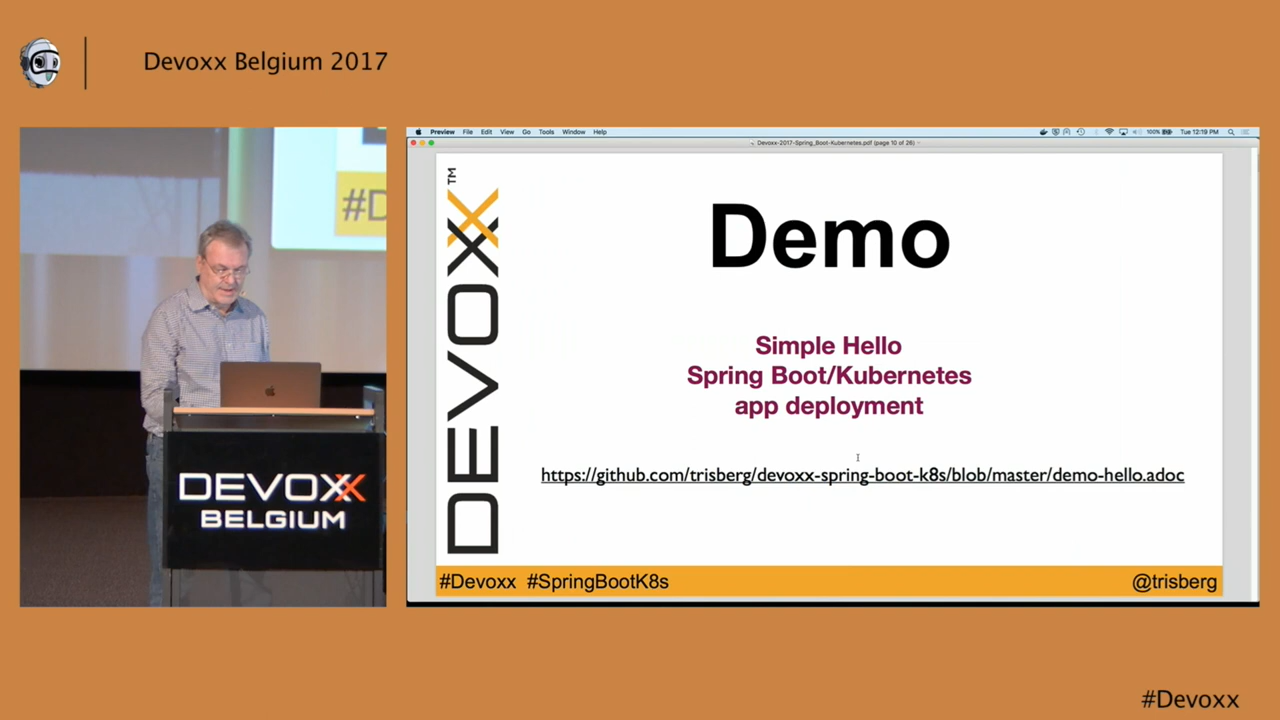 Devoxx Belgium 2017
#D
DEVOXX
BELGIUM
Preview File Edit View Go Tools Window Help
100% Tue 12:19 PM
Devoxx-2017-Spring_Boot-Kubernetes.pdf (page 10 of 26)
DEVOXX™
Demo
Simple Hello
Spring Boot/Kubernetes
app deployment
https://github.com/trisberg/devoxx-spring-boot-k8s/blob/master/demo-hello.adoc
#Devoxx #SpringBootK8s
@trisberg
#Devoxx